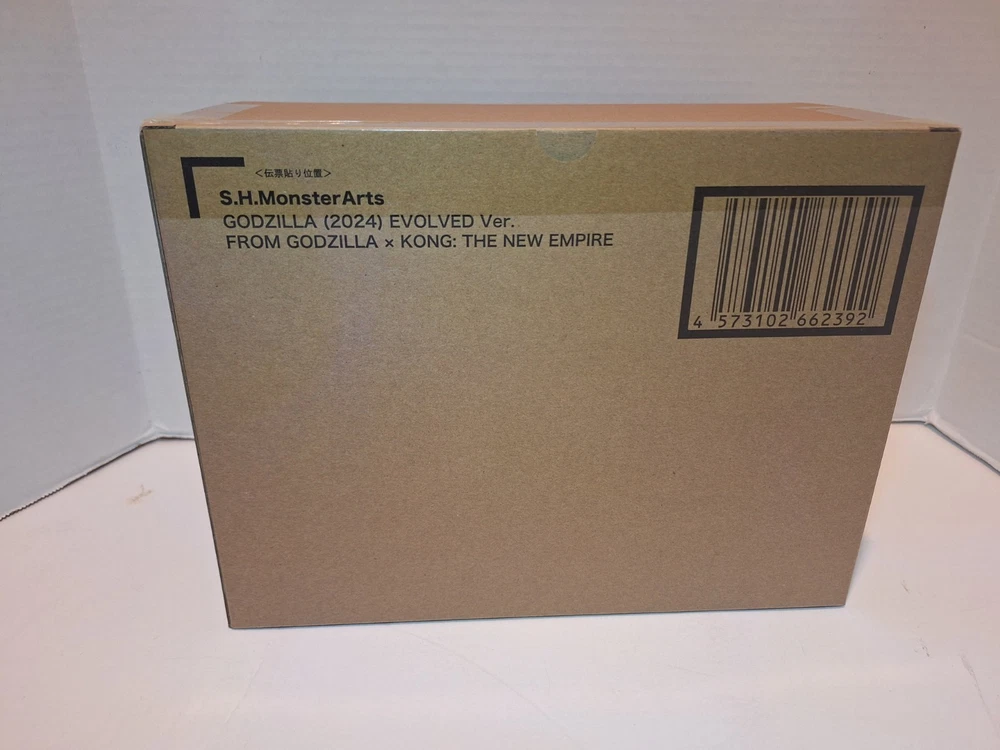 <伝票貼り位置>
S.H.MonsterArts
GODZILLA (2024) EVOLVED Ver.
FROM GODZILLA × KONG: THE NEW EMPIRE
4 573102 662392